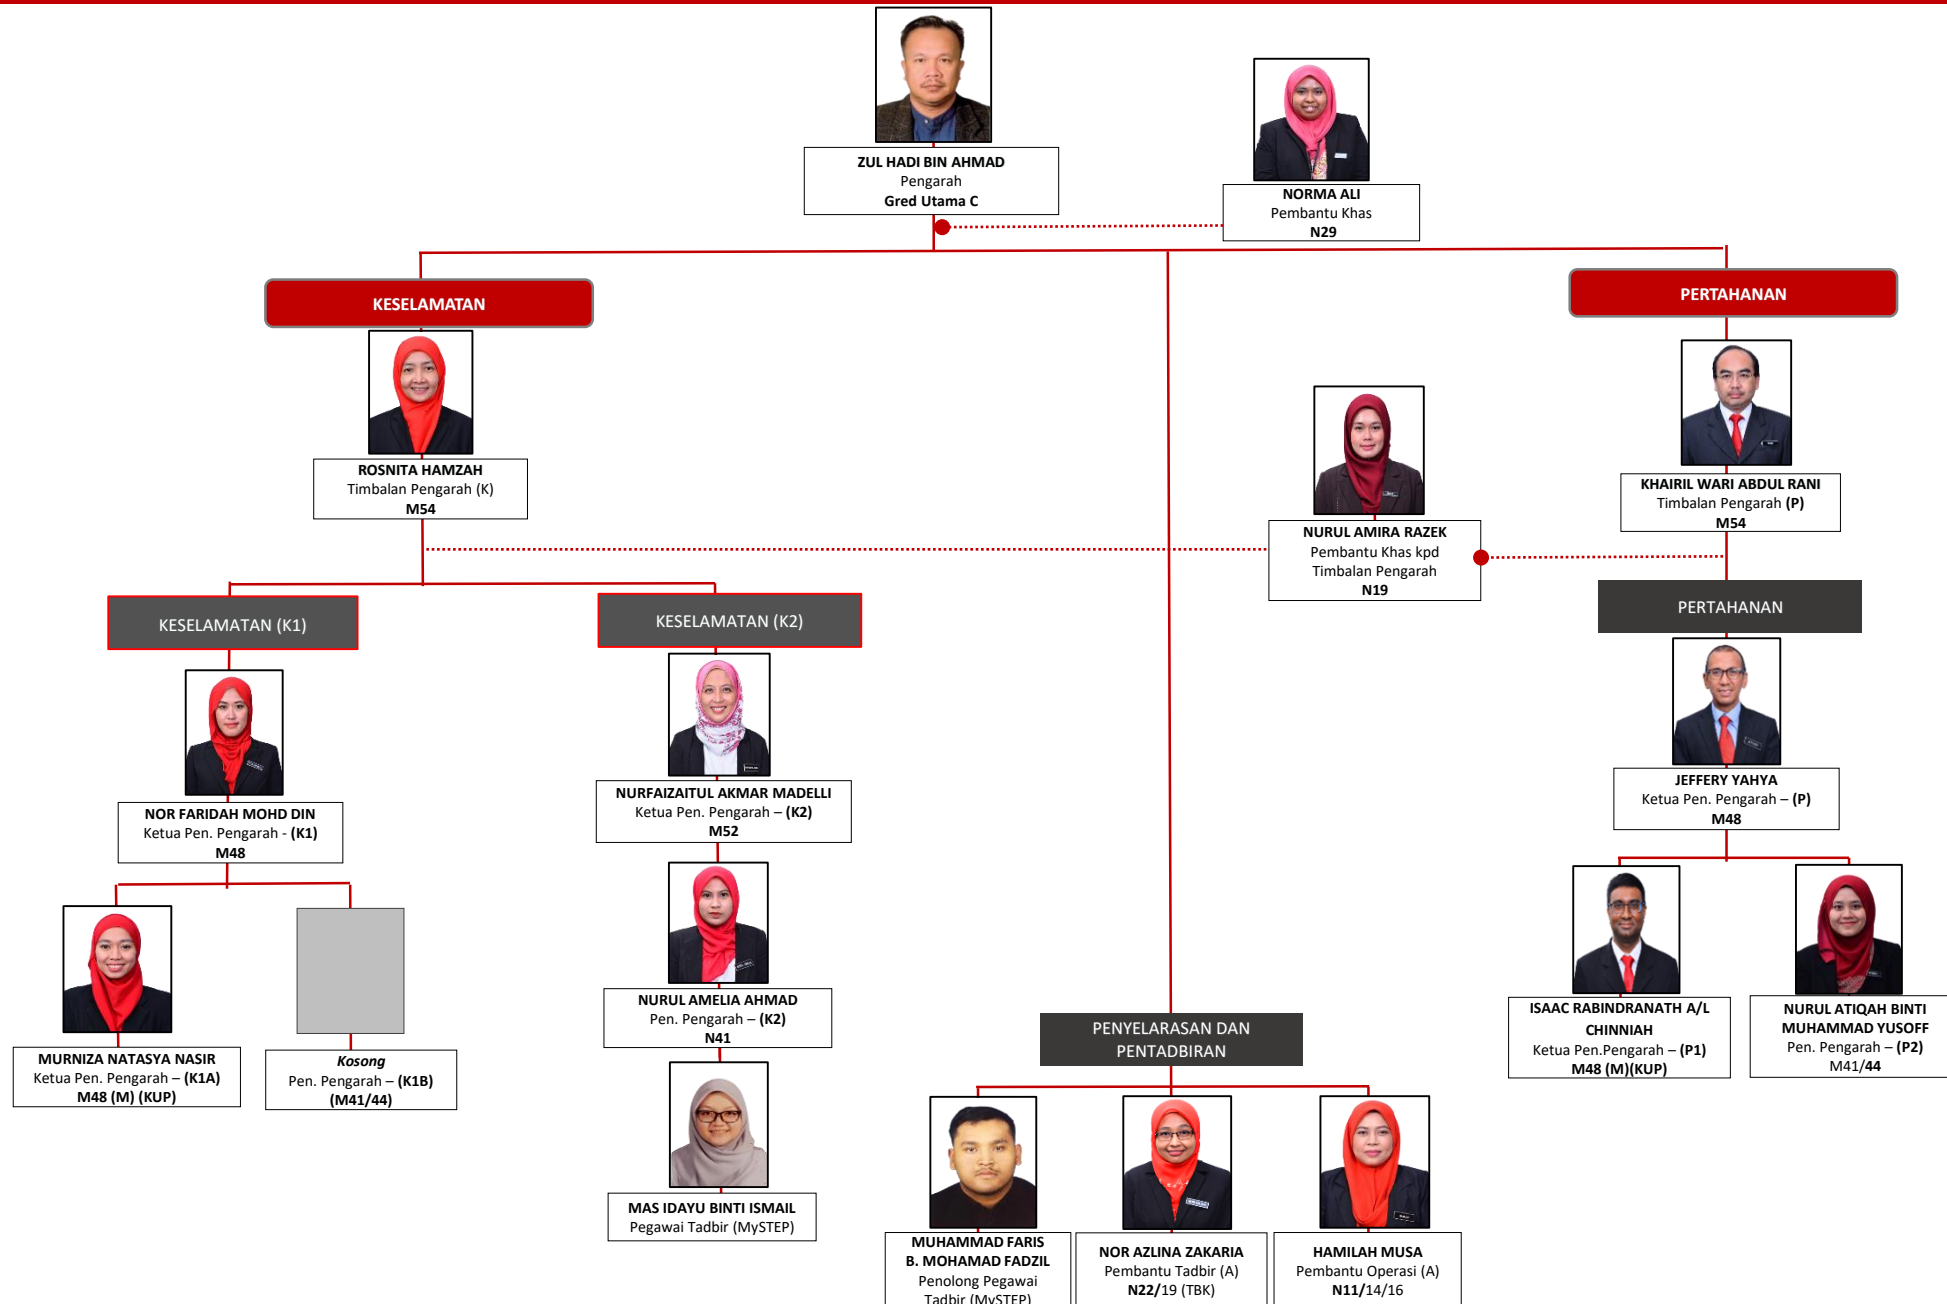 ZUL HADI BIN AHMAD
Pengarah
Gred Utama C
NORMA ALI
Pembantu Khas
N29
KESELAMATAN
PERTAHANAN
ROSNITA HAMZAH
Timbalan Pengarah (K)
M54
KHAIRIL WARI ABDUL RANI
Timbalan Pengarah (P)
M54
NURUL AMIRA RAZEK
Pembantu Khas kpd
Timbalan Pengarah
N19
KESELAMATAN (K1)
KESELAMATAN (K2)
PERTAHANAN
NOR FARIDAH MOHD DIN
Ketua Pen. Pengarah - (K1)
M48
NURFAIZAITUL AKMAR MADELLI
Ketua Pen. Pengarah – (K2)
M52
JEFFERY YAHYA
Ketua Pen. Pengarah – (P)
M48
MURNIZA NATASYA NASIR
Ketua Pen. Pengarah – (K1A)
M48 (M) (KUP)
Kosong
Pen. Pengarah – (K1B)
(M41/44)
NURUL AMELIA AHMAD
Pen. Pengarah – (K2)
N41
ISAAC RABINDRANATH A/L
CHINNIAH
Ketua Pen.Pengarah – (P1)
M48 (M)(KUP)
NURUL ATIQAH BINTI
MUHAMMAD YUSOFF
Pen. Pengarah – (P2)
M41/44
PENYELARASAN DAN
PENTADBIRAN
MAS IDAYU BINTI ISMAIL
Pegawai Tadbir (MySTEP)
MUHAMMAD FARIS
B. MOHAMAD FADZIL
Penolong Pegawai
Tadbir (MySTEP)
NOR AZLINA ZAKARIA
Pembantu Tadbir (A)
N22/19 (TBK)
HAMILAH MUSA
Pembantu Operasi (A)
N11/14/16